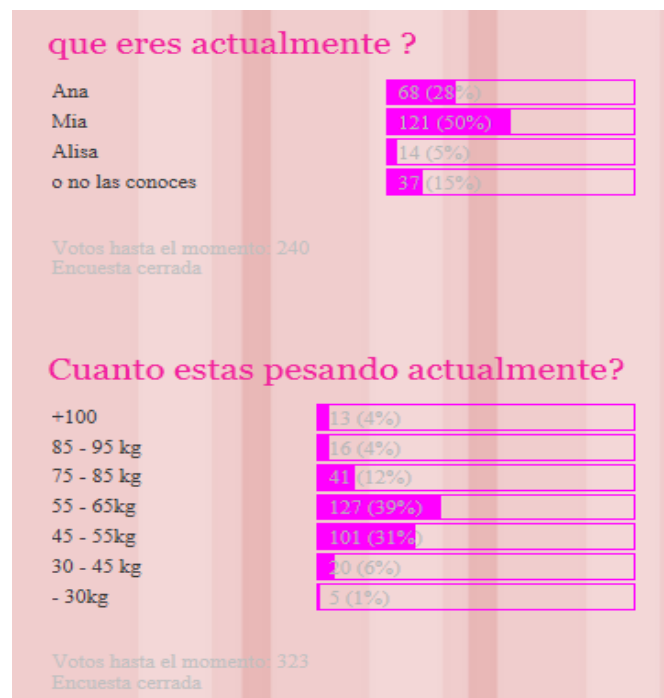 que eres actualmente ?
Ana 68 (28%)
Mia 121 (50%)
Alisa 14 (5%)
o no las conoces 37 (15%)
Votos hasta el momento: 240
Encuesta cerrada
Cuanto estas pesando actualmente?
+100 13 (4%)
85 - 95 kg 16 (4%)
75 - 85 kg 41 (12%)
55 - 65kg 127 (39%)
45 - 55kg 101 (31%)
30 - 45 kg 20 (6%)
- 30kg 5 (1%)
Votos hasta el momento: 323
Encuesta cerrada